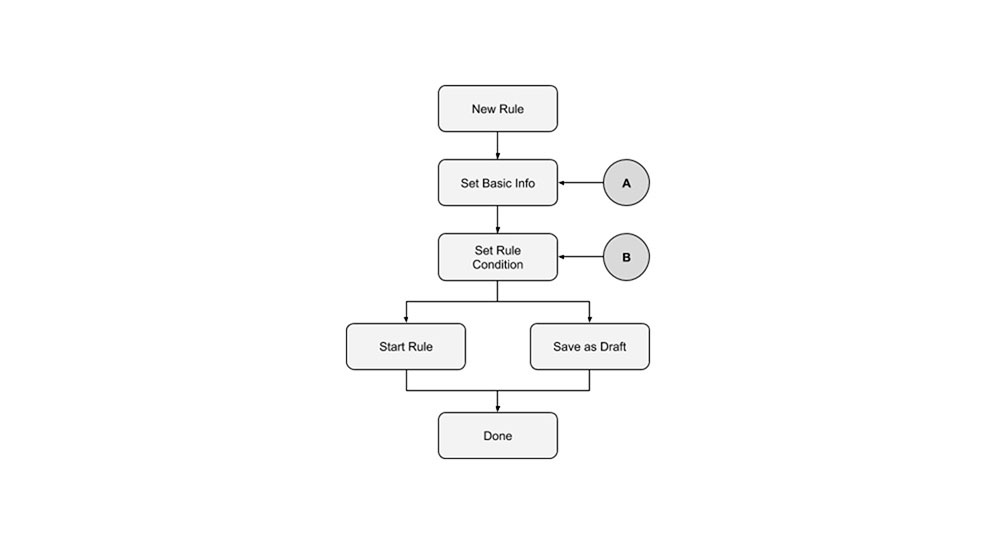 New Rule
Set Basic Info
A
Set Rule
Condition
B
Start Rule
Save as Draft
Done